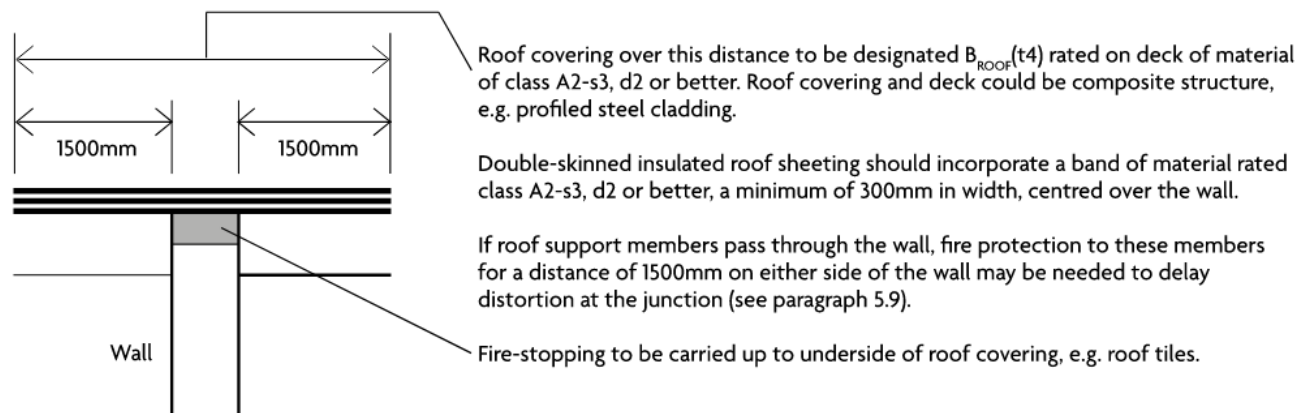 Roof covering over this distance to be designated BROOF(t4) rated on deck of material
of class A2-s3, d2 or better. Roof covering and deck could be composite structure,
e.g. profiled steel cladding.
1500mm
1500mm
Double-skinned insulated roof sheeting should incorporate a band of material rated
class A2-s3, d2 or better, a minimum of 300mm in width, centred over the wall.
If roof support members pass through the wall, fire protection to these members
for a distance of 1500mm on either side of the wall may be needed to delay
distortion at the junction (see paragraph 5.9).
Wall
Fire-stopping to be carried up to underside of roof covering, e.g. roof tiles.